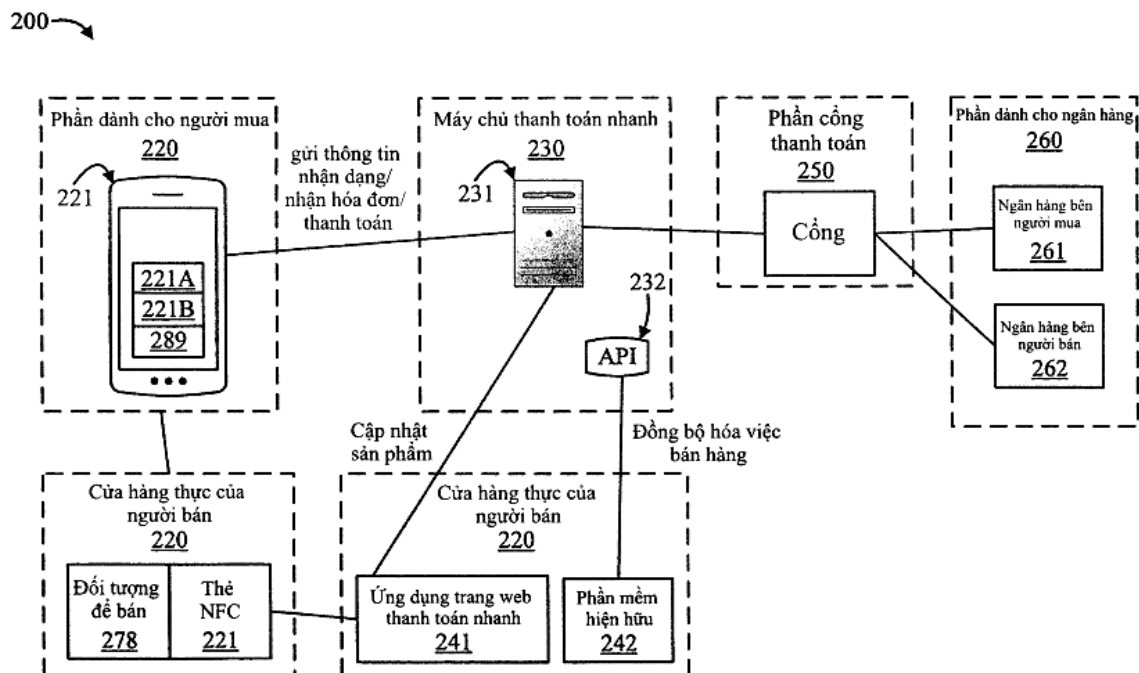 200
Phần dành cho người mua
220
221
221A
221B
289
gửi thông tin
nhận dạng/
nhận hóa đơn/
thanh toán
Máy chủ thanh toán nhanh
230
231
232
API
Phần cổng
thanh toán
250
Cổng
Phần dành cho ngân hàng
260
Ngân hàng bên
người mua
261
Ngân hàng bên
người bán
262
Cập nhật
sản phẩm
Đồng bộ hóa việc
bán hàng
Cửa hàng thực của
người bán
220
Đối tượng
để bán
278
Thẻ
NFC
221
Cửa hàng thực của
người bán
220
Ứng dụng trang web
thanh toán nhanh
241
Phần mềm
hiện hữu
242